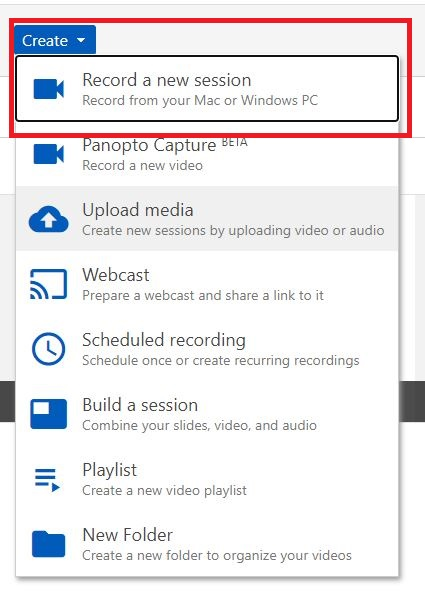 Create
Record a new session
Record from your Mac or Windows PC
Panopto Capture BETA
Record a new video
Upload media
Create new sessions by uploading video or audio
Webcast
Prepare a webcast and share a link to it
Scheduled recording
Schedule once or create recurring recordings
Build a session
Combine your slides, video, and audio
Playlist
Create a new video playlist
New Folder
Create a new folder to organize your videos